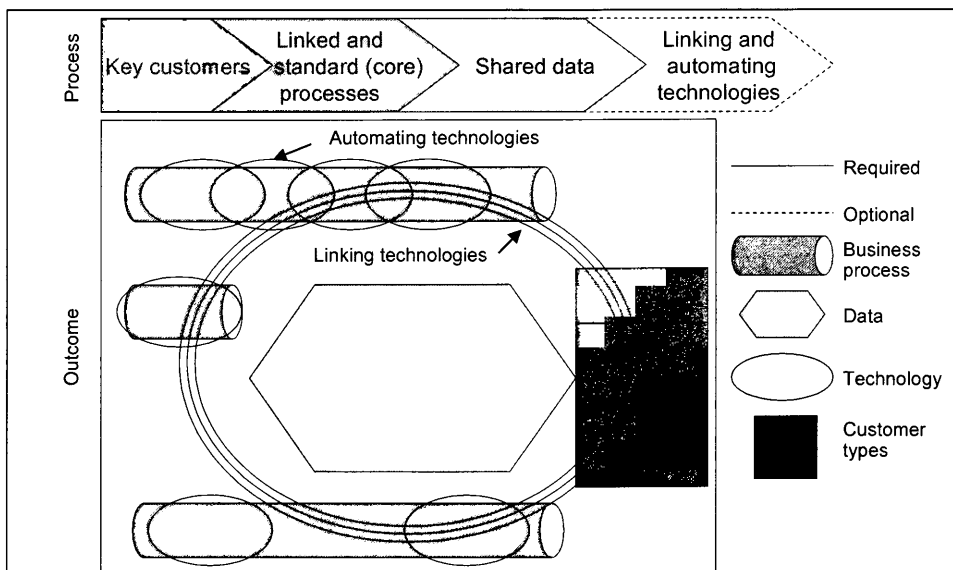 Process
Key customers
Linked and
standard (core)
processes
Shared data
Linking and
automating
technologies
Outcome
Automating technologies
Linking technologies
Required
Optional
Business
process
Data
Technology
Customer
types